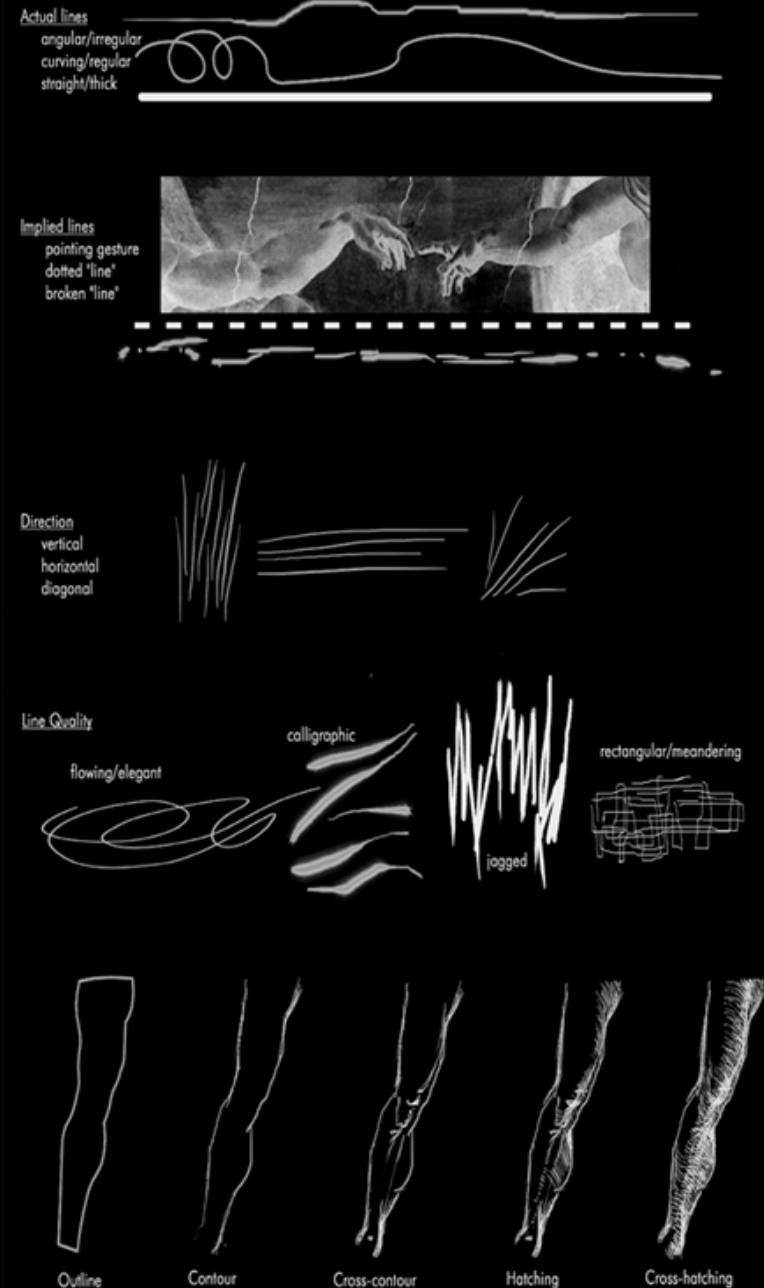 Actual lines
angular/irregular
curving/regular
straight/thick
Implied lines
pointing gesture
dotted "line"
broken "line"
Direction
vertical
horizontal
diagonal
Line Quality
calligraphic
flowing/elegant
rectangular/meandering
jagged
Outline
Contour
Cross-contour
Hatching
Cross-hatching